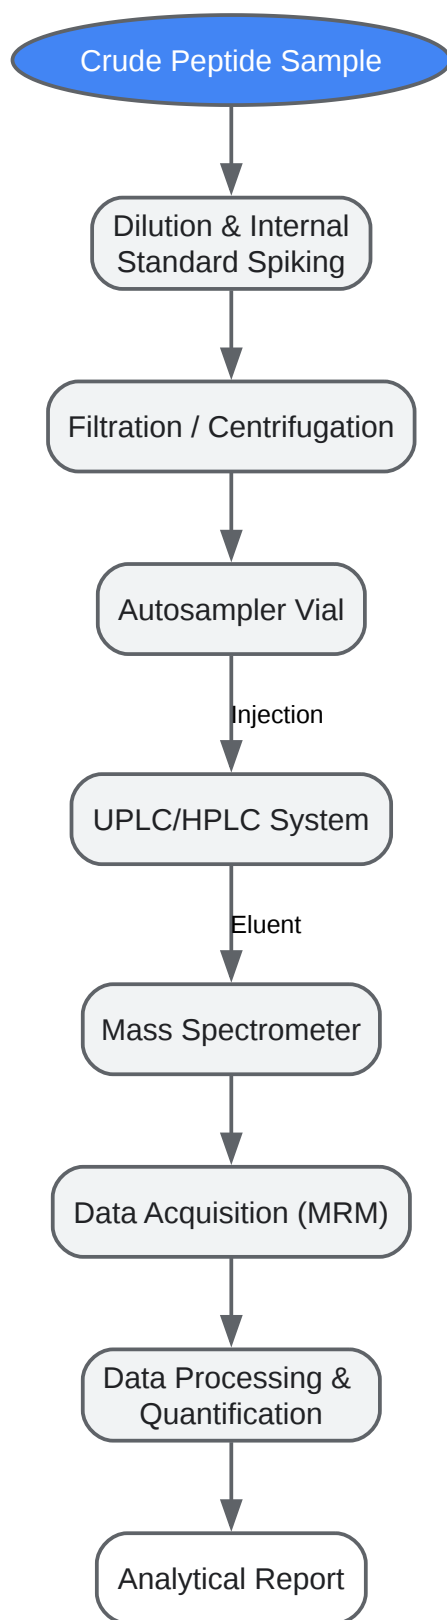 Crude Peptide Sample
Dilution & Internal
Standard Spiking
Filtration / Centrifugation
Autosampler Vial
Injection
UPLC/HPLC System
Eluent
Mass Spectrometer
Data Acquisition (MRM)
Data Processing &
Quantification
Analytical Report